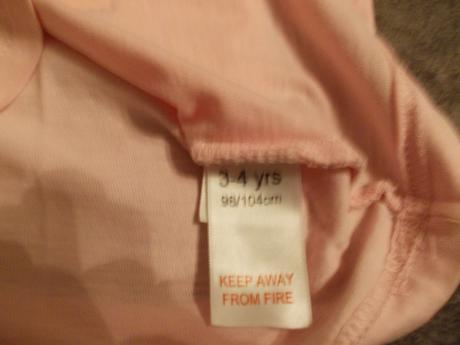 3-4 yrs
98/104cm
KEEP AWAY
FROM FIRE